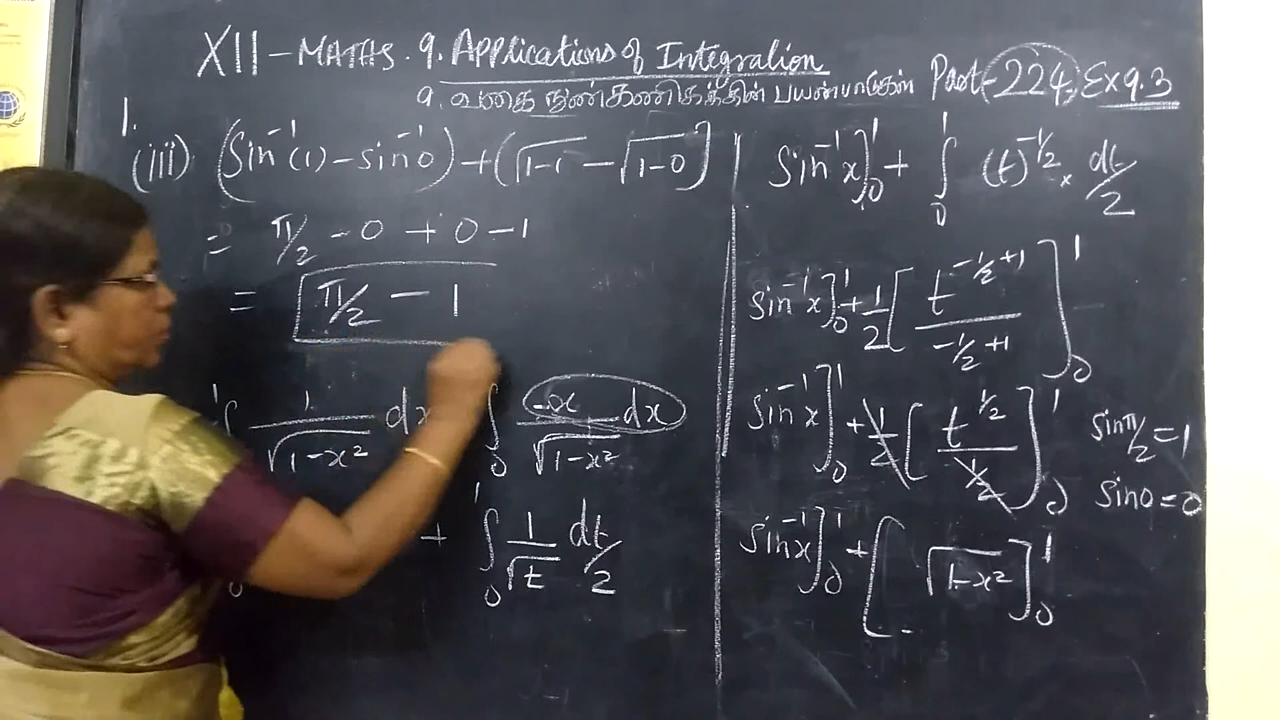 XII - MATHS. 9. Applications of Integration
9. வகை நுண்கணிதத்தின் பயன்பாடுகள் Part-224, Ex 9.3
1.
(iii) (Sin⁻¹(1) - sin⁻¹0) + (√1-1 - √1-0]
= π/2 - 0 + 0 - 1
= π/2 - 1
∫₀¹ 1/√1-x² dx ∫₀ -x/√1-x² dx
+ ∫₀¹ 1/√t dt/2
Sin⁻¹x]₀¹ + ∫₀¹ (t)^-1/2 × dt/2
Sin⁻¹x]₀¹ + 1/2 [t^-1/2+1 / -1/2+1]₀¹
Sin⁻¹x]₀¹ + 1/2 [t^1/2 / 1/2]₀¹
sin π/2 = 1
Sin 0 = 0
Sin⁻¹x]₀¹ + [√1-x²]₀¹